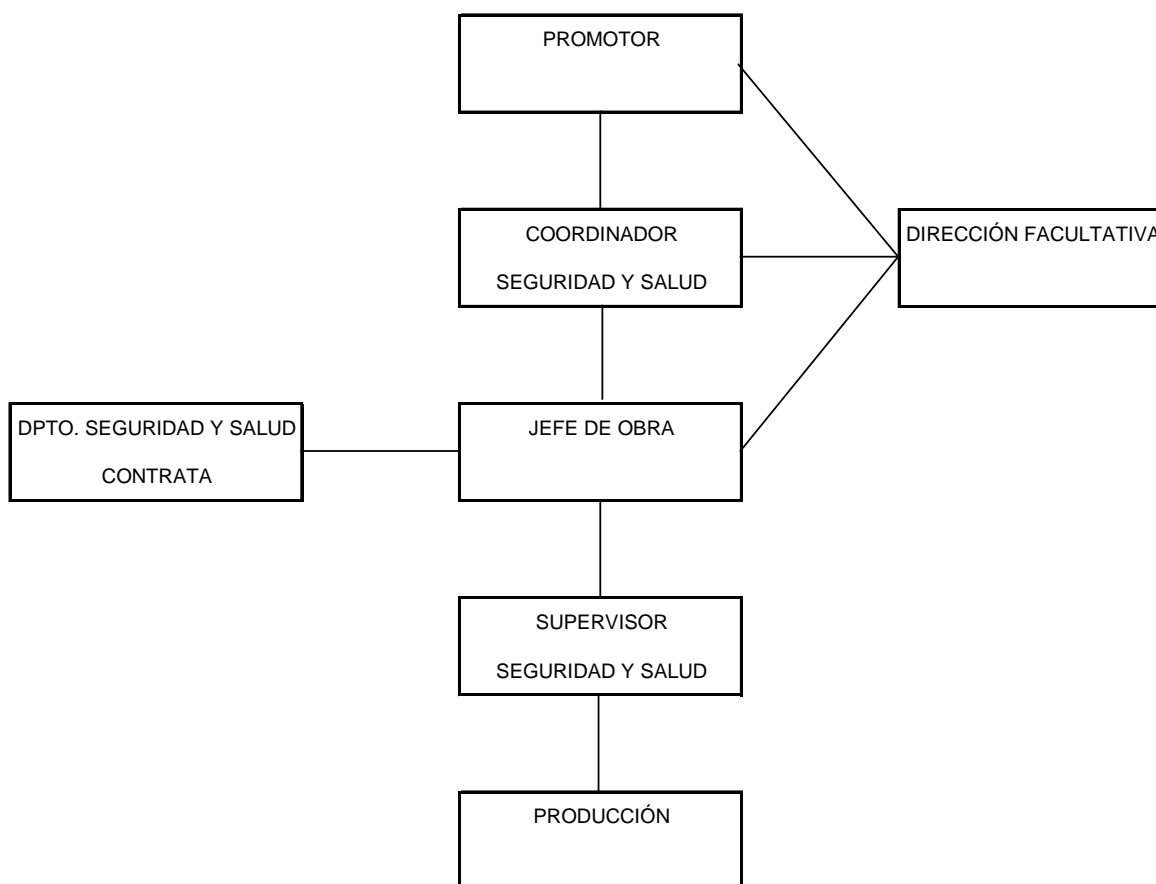 PROMOTOR
COORDINADOR
SEGURIDAD Y SALUD
DIRECCIÓN FACULTATIVA
DPTO. SEGURIDAD Y SALUD
CONTRATA
JEFE DE OBRA
SUPERVISOR
SEGURIDAD Y SALUD
PRODUCCIÓN